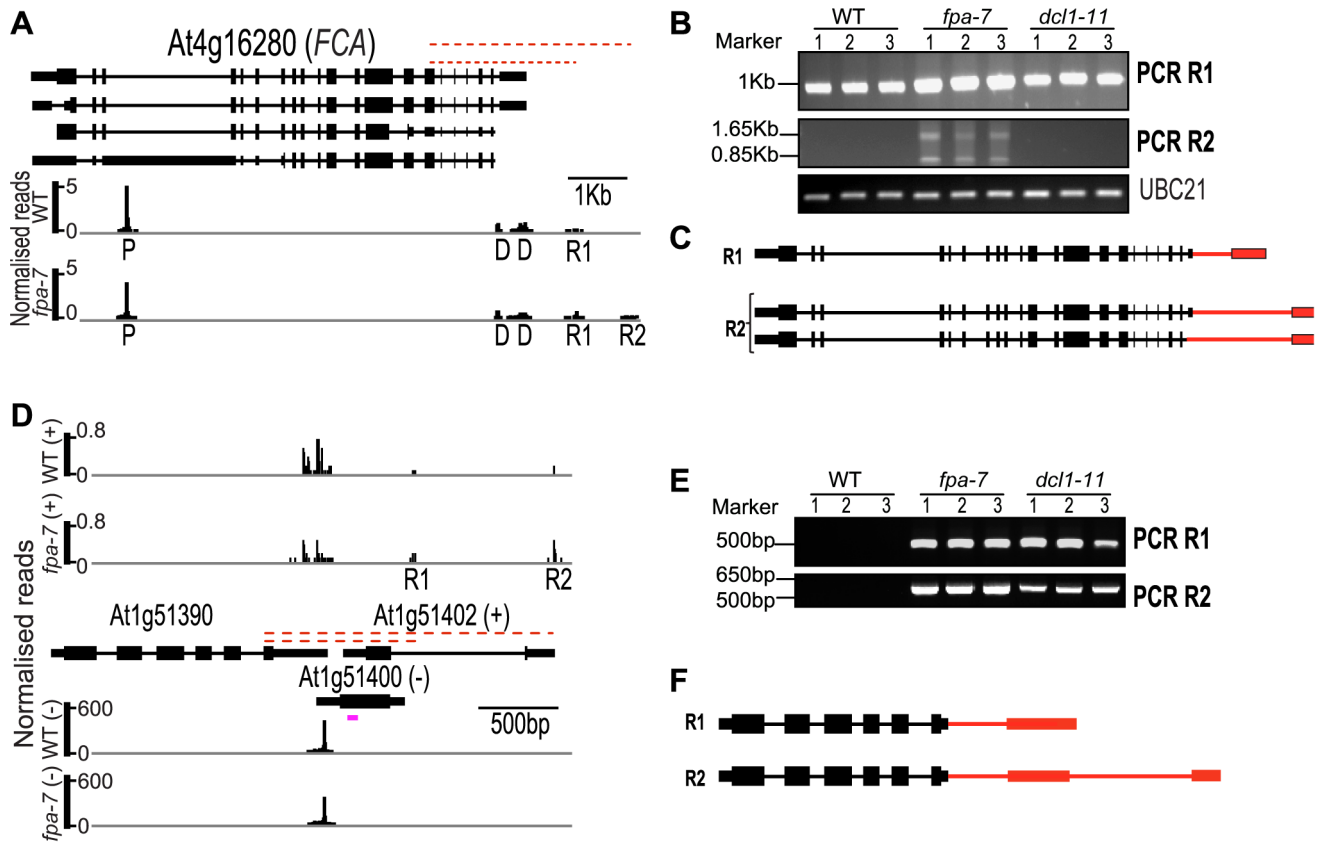 A
At4g16280 (FCA)
1Kb
Normalised reads
WT
5
0
P
D D
R1
fpa-7
5
0
P
D D
R1
R2
B
WT
fpa-7
dcl1-11
Marker
1 2 3 1 2 3 1 2 3
1Kb
PCR R1
1.65Kb
0.85Kb
PCR R2
UBC21
C
R1
R2
D
Normalised reads
WT (+)
0.8
0
fpa-7 (+)
0.8
0
R1
R2
At1g51390
At1g51402 (+)
At1g51400 (-)
500bp
WT (-)
600
0
fpa-7 (-)
600
0
E
WT
fpa-7
dcl1-11
Marker
1 2 3 1 2 3 1 2 3
500bp
PCR R1
650bp
500bp
PCR R2
F
R1
R2